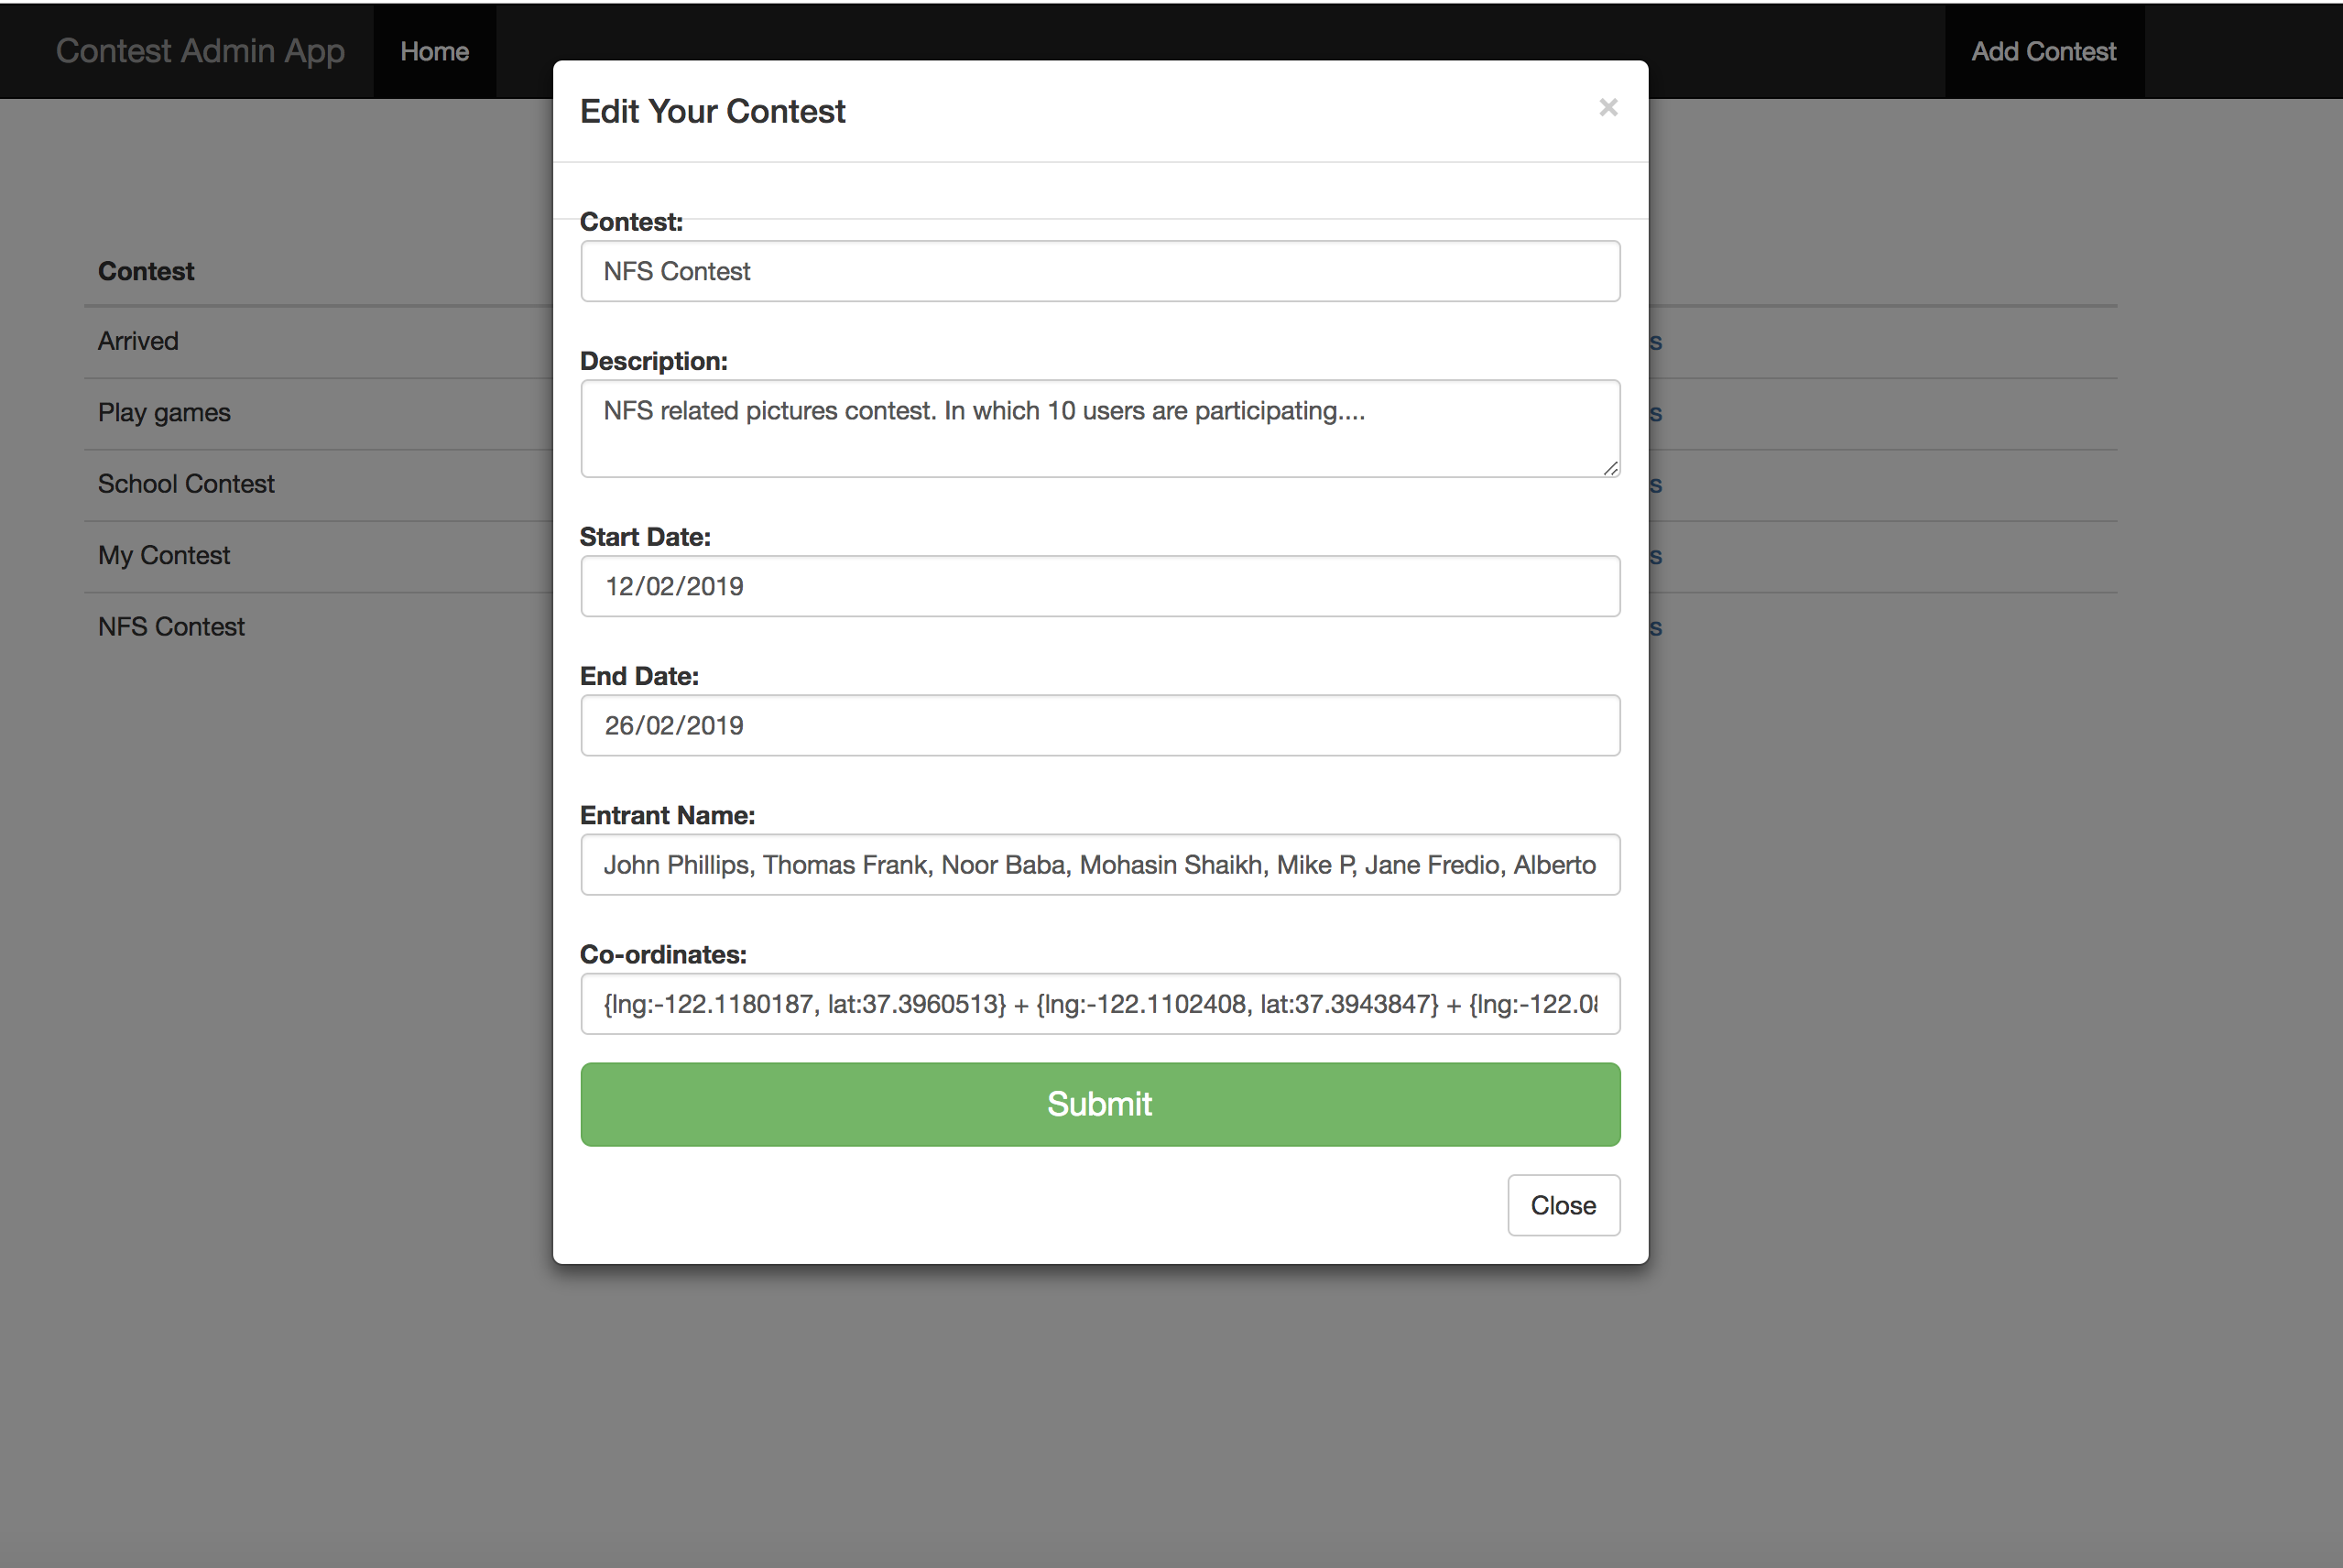 Contest Admin App Home Add Contest
Edit Your Contest ×
Contest:
NFS Contest
Description:
NFS related pictures contest. In which 10 users are participating....
Start Date:
12/02/2019
End Date:
26/02/2019
Entrant Name:
John Phillips, Thomas Frank, Noor Baba, Mohasin Shaikh, Mike P, Jane Fredio, Alberto
Co-ordinates:
{lng:-122.1180187, lat:37.3960513} + {lng:-122.1102408, lat:37.3943847} + {lng:-122.0
Submit
Close
Contest
Arrived s
Play games s
School Contest s
My Contest s
NFS Contest s